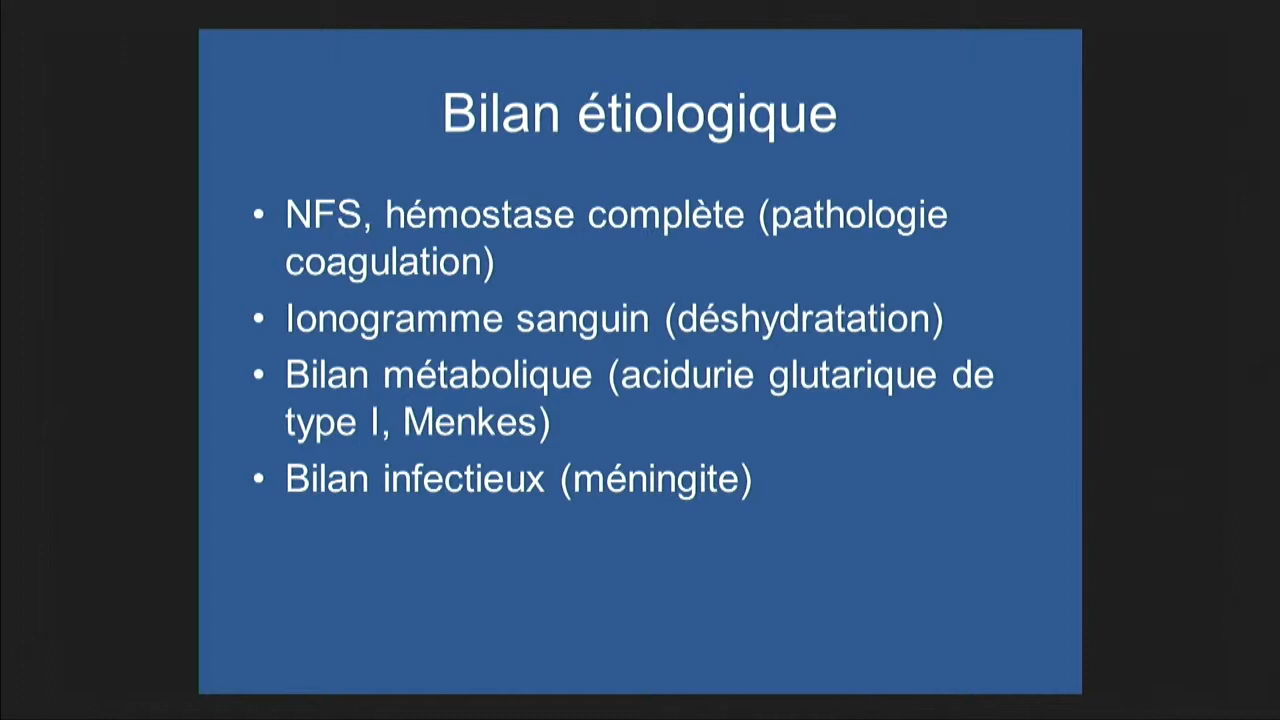 Bilan étiologique
• NFS, hémostase complète (pathologie
coagulation)
• Ionogramme sanguin (déshydratation)
• Bilan métabolique (acidurie glutarique de
type I, Menkes)
• Bilan infectieux (méningite)